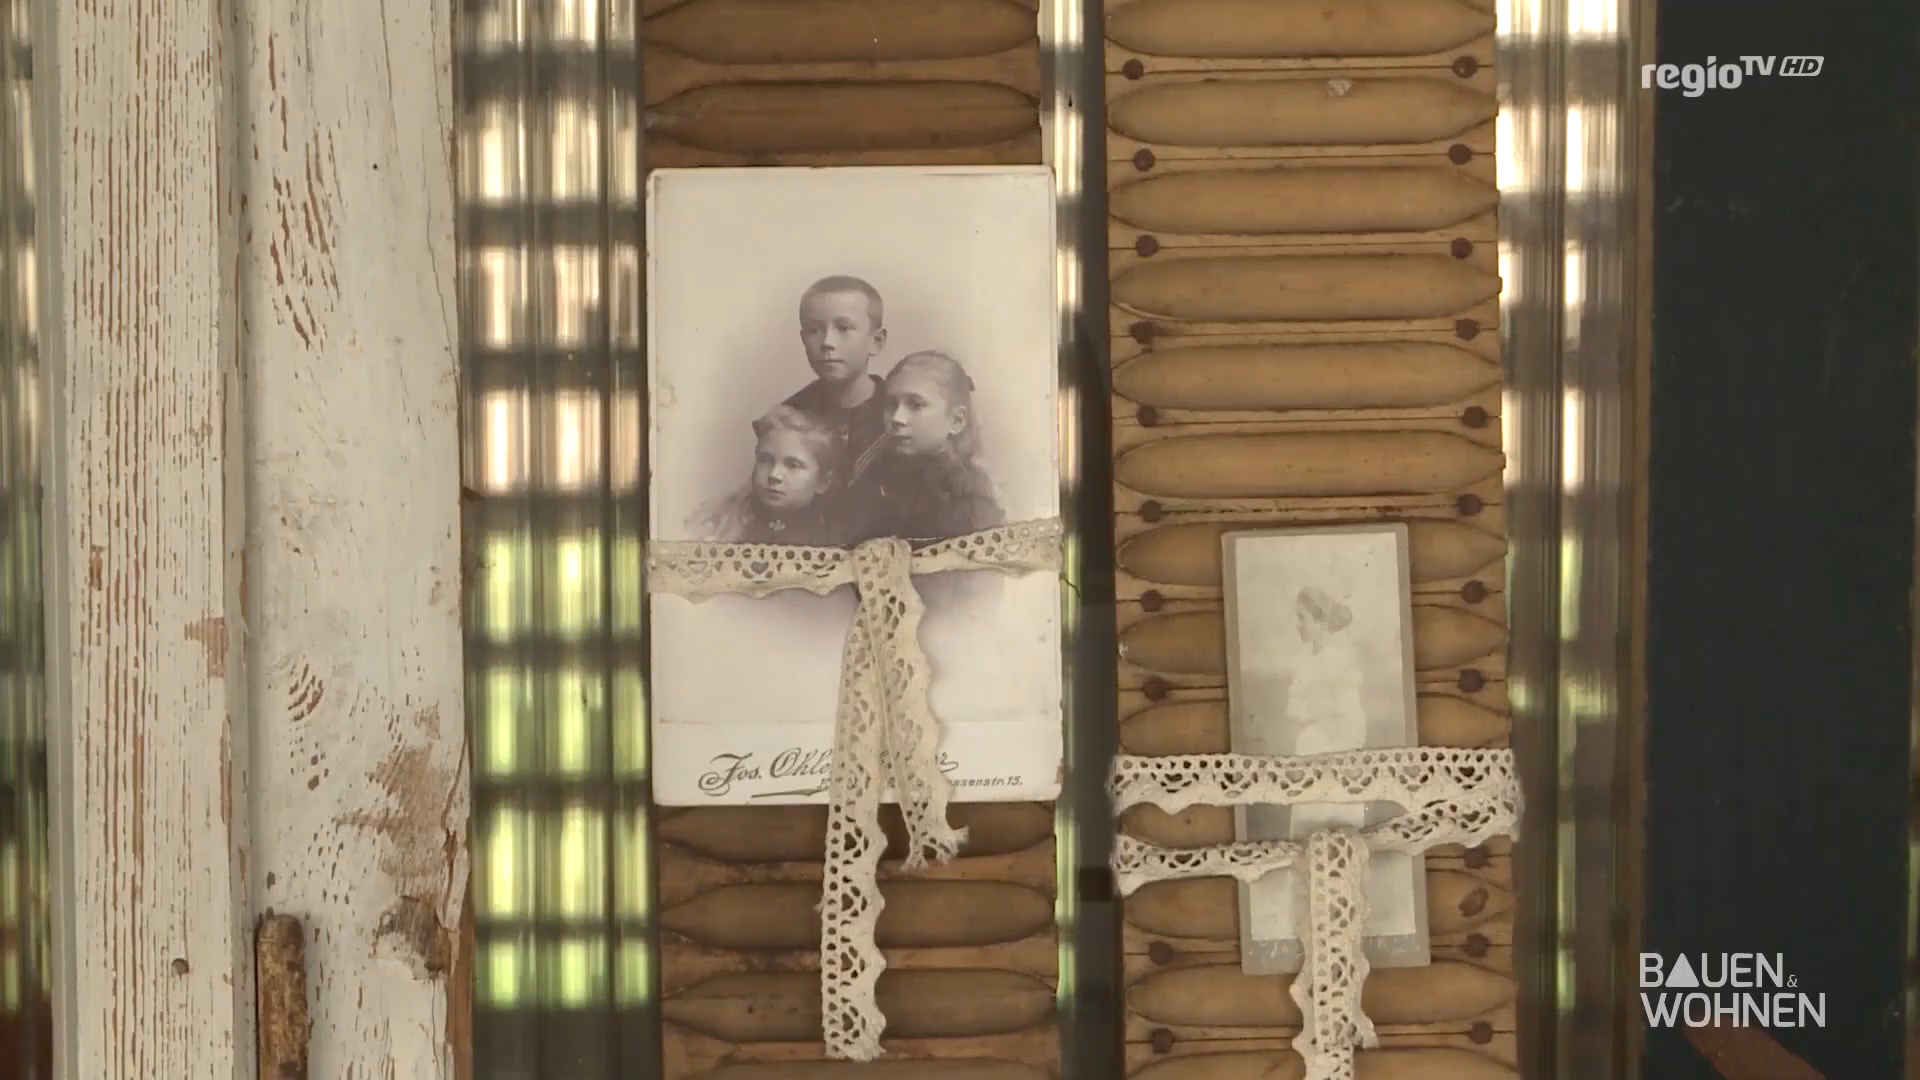 regioTV HD
Jos. Ohle
ssenstr. 15.
BAUEN &
WOHNEN